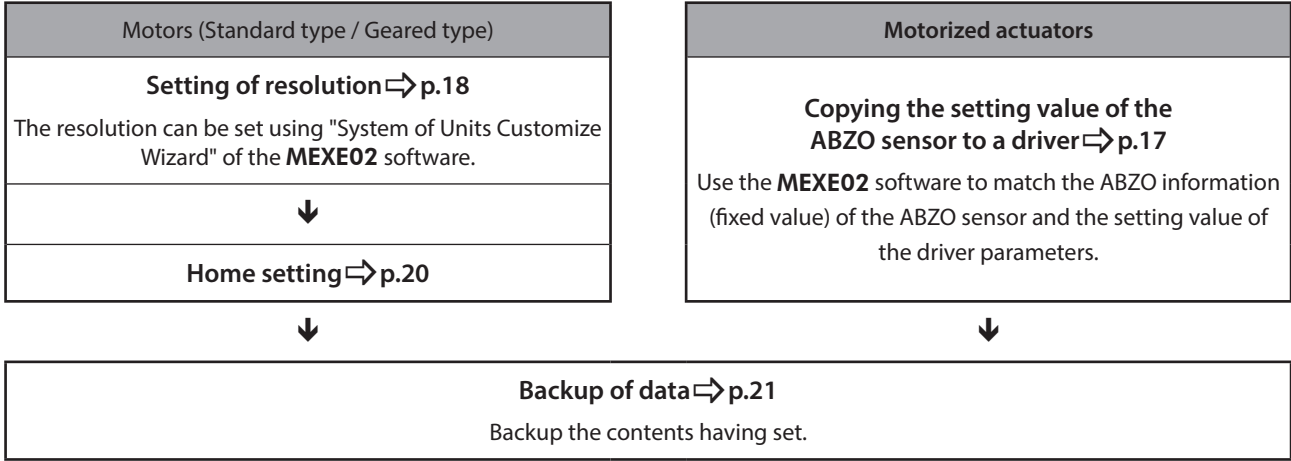 Motors (Standard type / Geared type)
Setting of resolution⇨p.18
The resolution can be set using "System of Units Customize
Wizard" of the MEXE02 software.
Home setting⇨p.20
Motorized actuators
Copying the setting value of the
ABZO sensor to a driver⇨p.17
Use the MEXE02 software to match the ABZO information
(fixed value) of the ABZO sensor and the setting value of
the driver parameters.
Backup of data⇨p.21
Backup the contents having set.